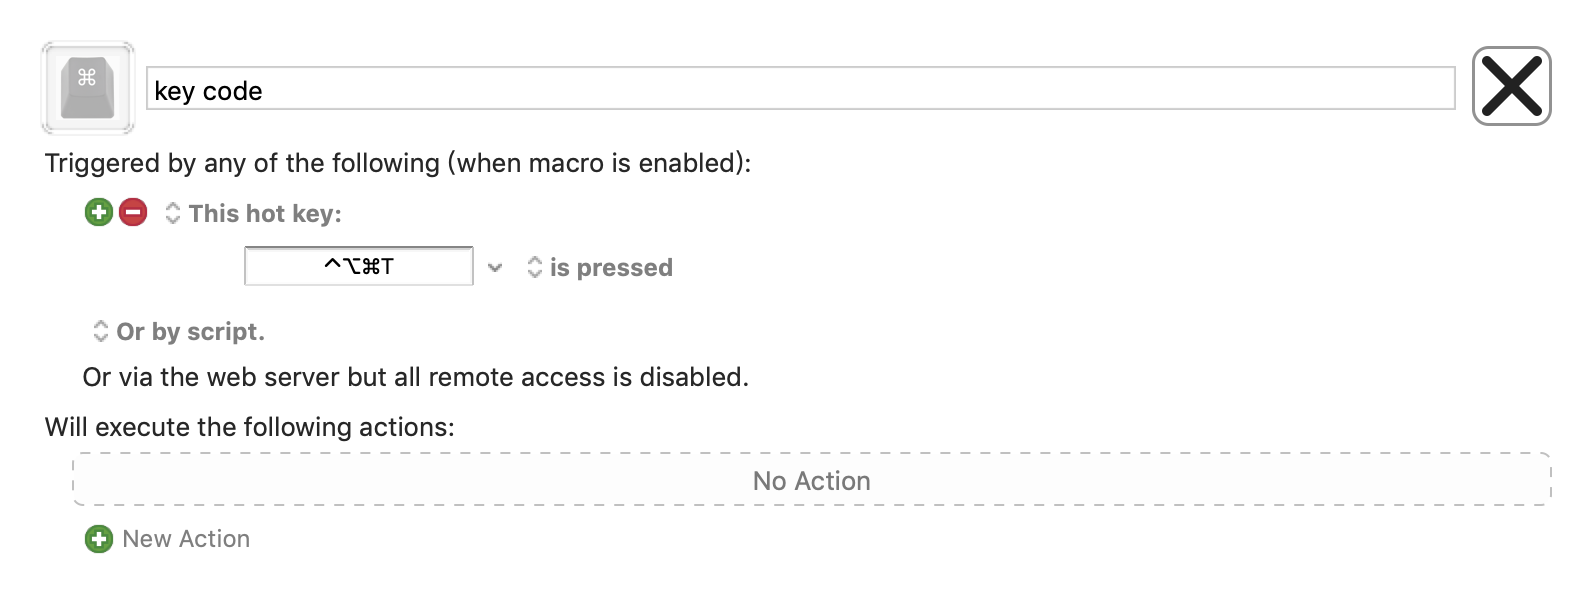 ⌘
key code
Triggered by any of the following (when macro is enabled):
This hot key:
^⌥⌘T
is pressed
Or by script.
Or via the web server but all remote access is disabled.
Will execute the following actions:
No Action
New Action